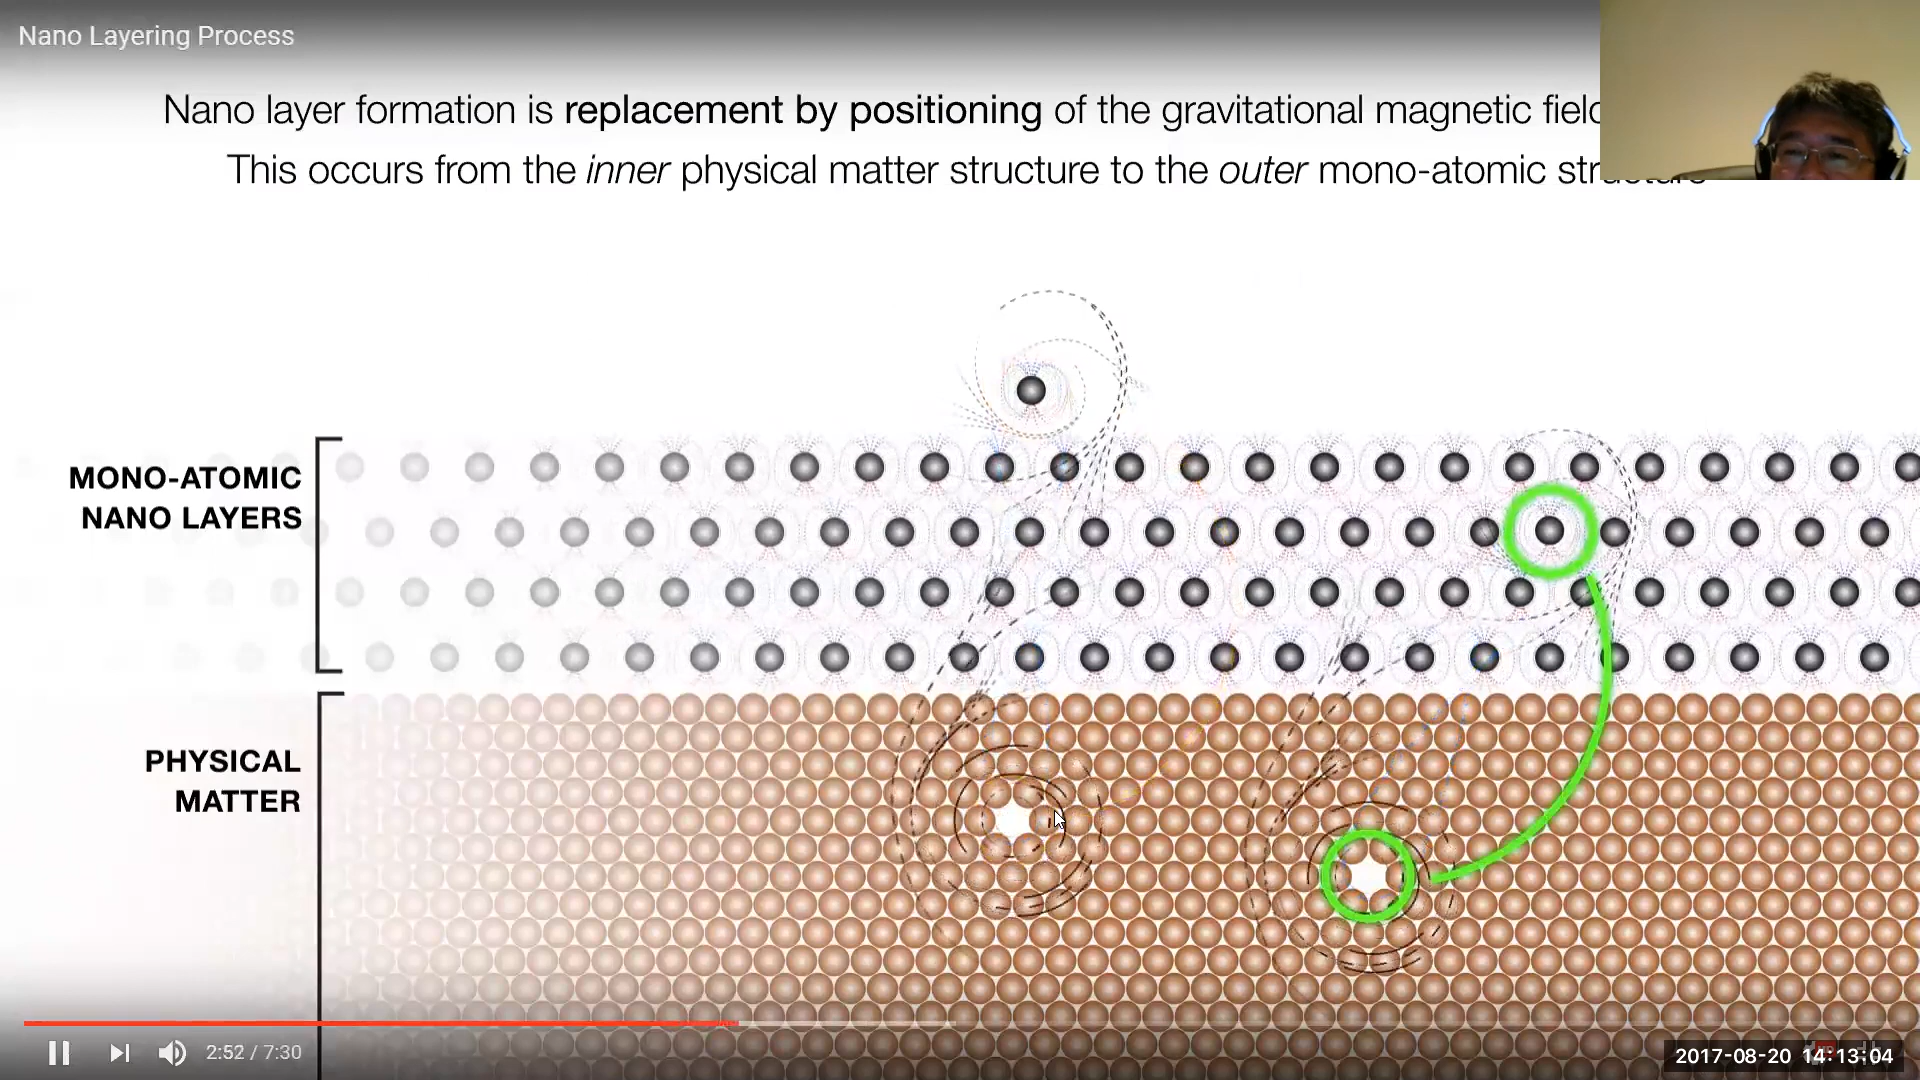 Nano Layering Process
Nano layer formation is replacement by positioning of the gravitational magnetic
This occurs from the inner physical matter structure to the outer mono-atomic structure
MONO-ATOMIC
NANO LAYERS
PHYSICAL
MATTER
2:52 / 7:30
2017-08-20 14:13:04